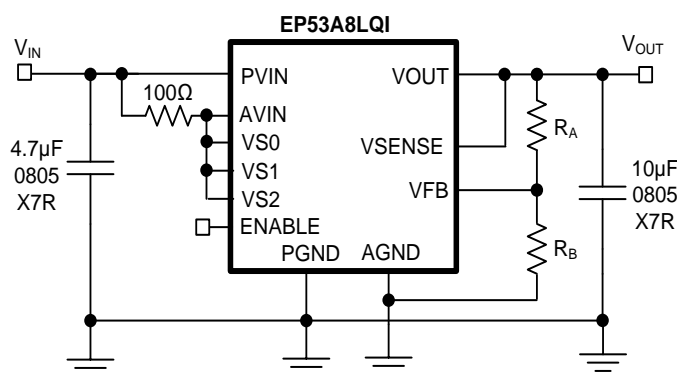 EP53A8LQI
VIN
VOUT
100Ω
PVIN
AVIN
VS0
VS1
VS2
ENABLE
PGND
AGND
VOUT
VSENSE
VFB
RA
RB
4.7µF
0805
X7R
10µF
0805
X7R